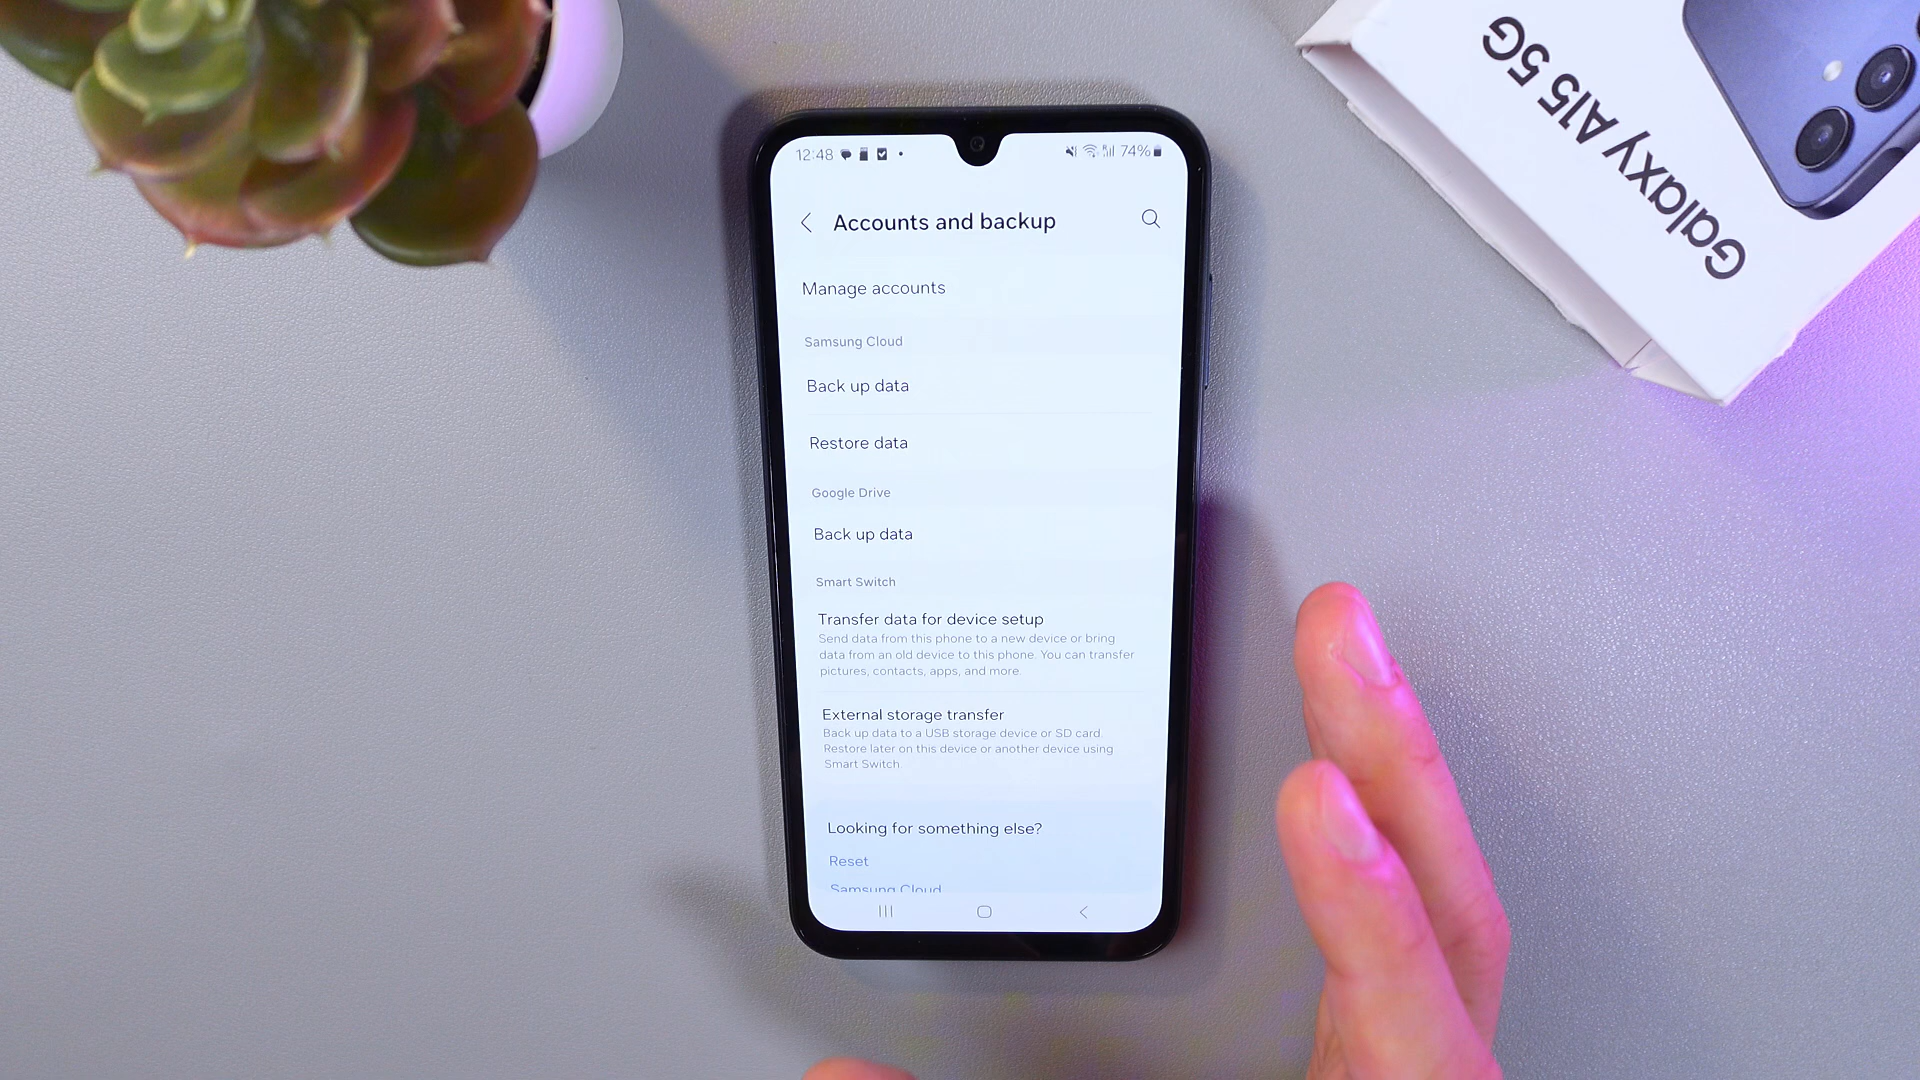 12:48
74%
Accounts and backup
Manage accounts
Samsung Cloud
Back up data
Restore data
Google Drive
Back up data
Smart Switch
Transfer data for device setup
Send data from this phone to a new device or bring
data from an old device to this phone. You can transfer
pictures, contacts, apps, and more.
External storage transfer
Back up data to a USB storage device or SD card.
Restore later on this device or another device using
Smart Switch.
Looking for something else?
Reset
Samsung Cloud
Galaxy A15 5G